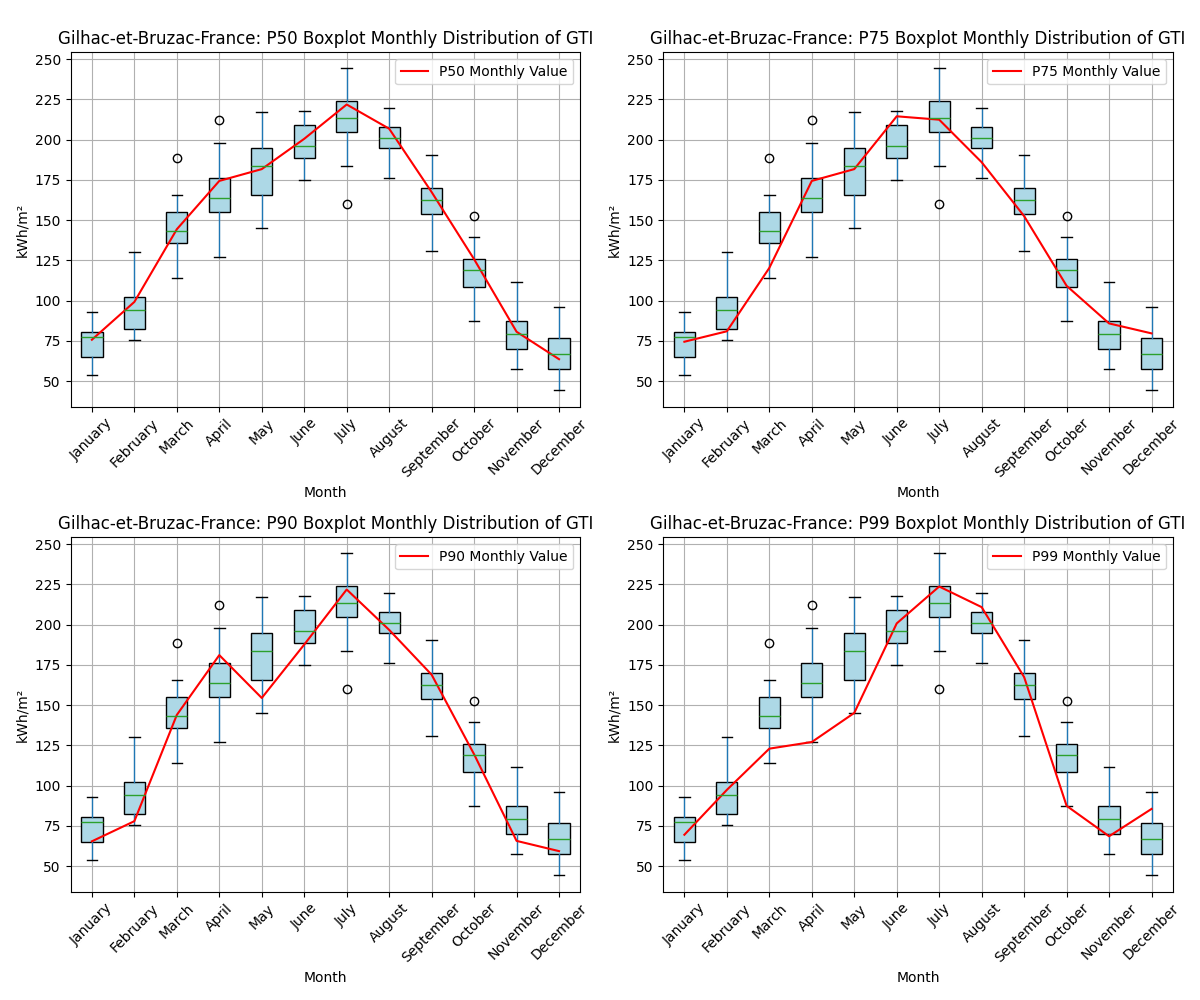 Gilhac-et-Bruzac-France: P50 Boxplot Monthly Distribution of GTI
P50 Monthly Value
kWh/m²
250
225
200
175
150
125
100
75
50
January
February
March
April
May
June
July
August
September
October
November
December
Month
Gilhac-et-Bruzac-France: P75 Boxplot Monthly Distribution of GTI
P75 Monthly Value
kWh/m²
250
225
200
175
150
125
100
75
50
January
February
March
April
May
June
July
August
September
October
November
December
Month
Gilhac-et-Bruzac-France: P90 Boxplot Monthly Distribution of GTI
P90 Monthly Value
kWh/m²
250
225
200
175
150
125
100
75
50
January
February
March
April
May
June
July
August
September
October
November
December
Month
Gilhac-et-Bruzac-France: P99 Boxplot Monthly Distribution of GTI
P99 Monthly Value
kWh/m²
250
225
200
175
150
125
100
75
50
January
February
March
April
May
June
July
August
September
October
November
December
Month